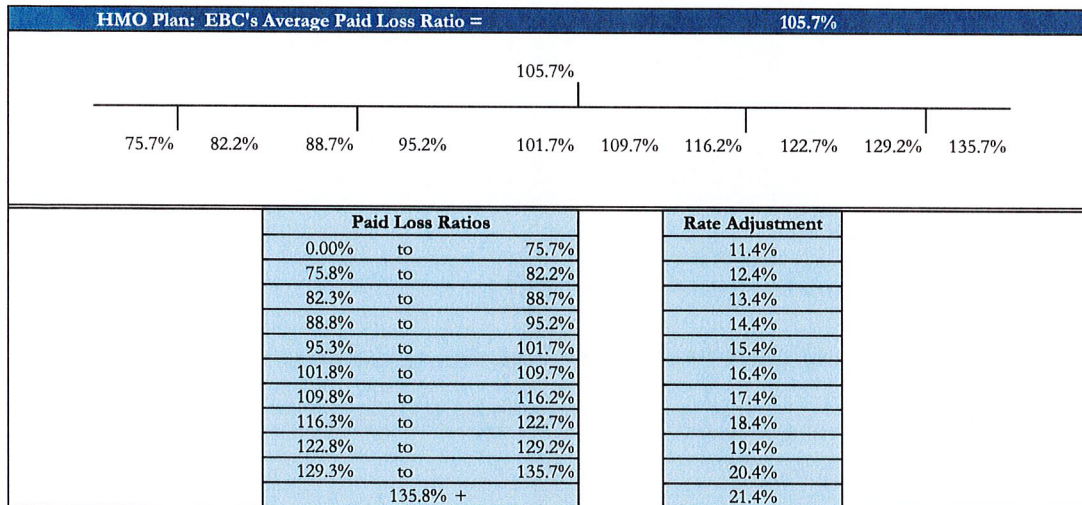 HMO Plan: EBC's Average Paid Loss Ratio = 105.7%
105.7%
75.7% 82.2% 88.7% 95.2% 101.7% 109.7% 116.2% 122.7% 129.2% 135.7%
Paid Loss Ratios Rate Adjustment
0.00% to 75.7% 11.4%
75.8% to 82.2% 12.4%
82.3% to 88.7% 13.4%
88.8% to 95.2% 14.4%
95.3% to 101.7% 15.4%
101.8% to 109.7% 16.4%
109.8% to 116.2% 17.4%
116.3% to 122.7% 18.4%
122.8% to 129.2% 19.4%
129.3% to 135.7% 20.4%
135.8% + 21.4%